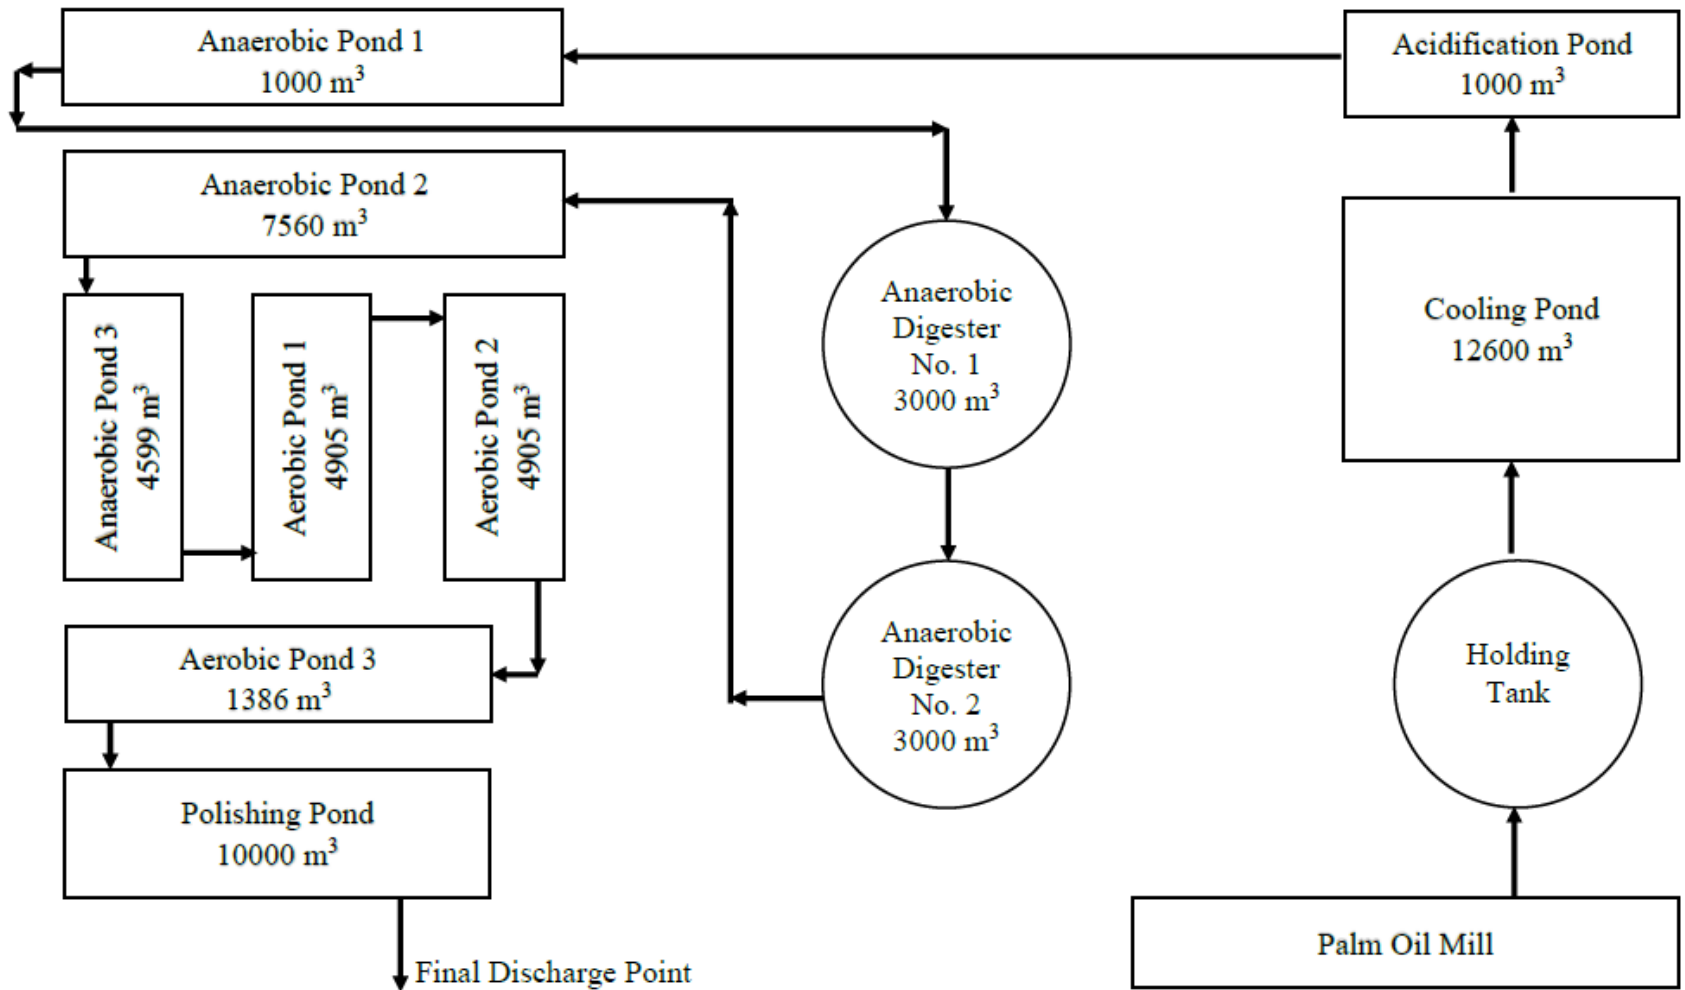 Anaerobic Pond 1
1000 m³
Acidification Pond
1000 m³
Anaerobic Pond 2
7560 m³
Anaerobic Pond 3
4599 m³
Aerobic Pond 1
4905 m³
Aerobic Pond 2
4905 m³
Anaerobic
Digester
No. 1
3000 m³
Cooling Pond
12600 m³
Aerobic Pond 3
1386 m³
Anaerobic
Digester
No. 2
3000 m³
Holding
Tank
Polishing Pond
10000 m³
Palm Oil Mill
Final Discharge Point